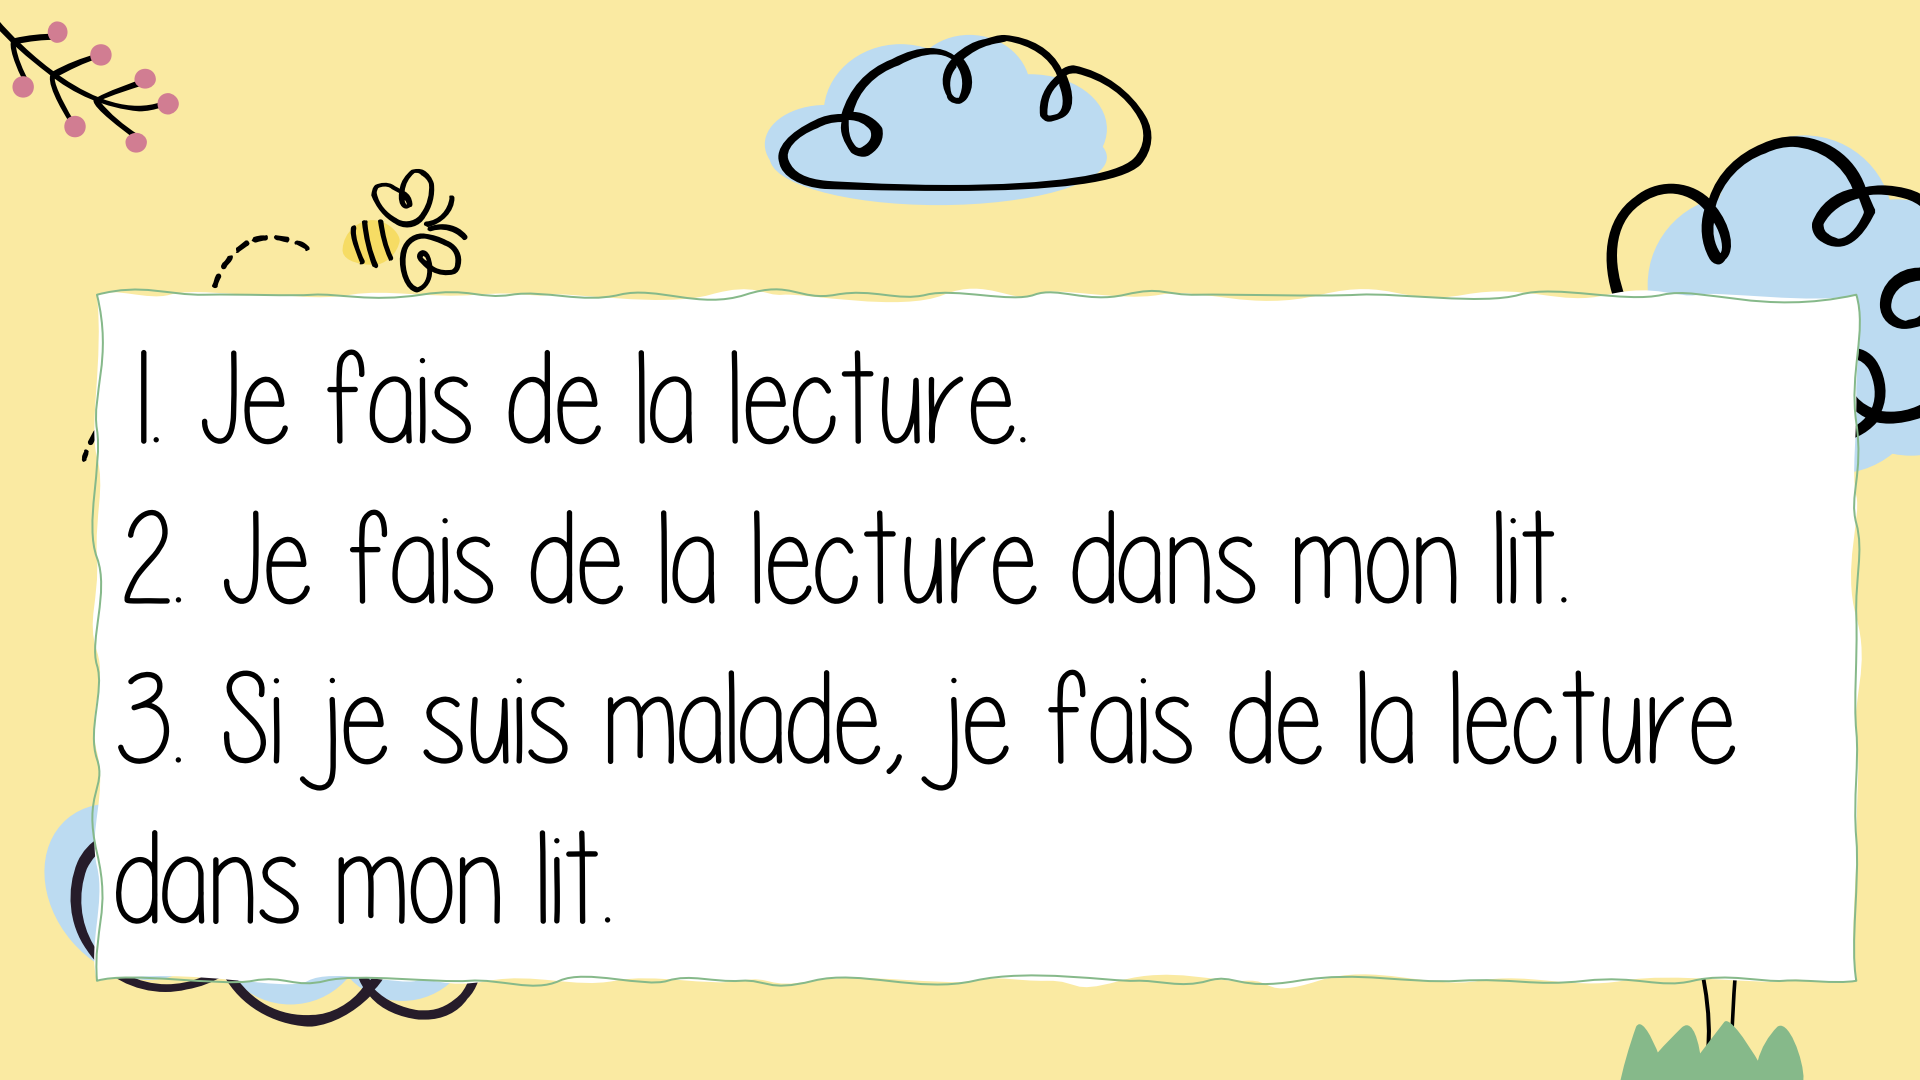 1. Je fais de la lecture.
2. Je fais de la lecture dans mon lit.
3. Si je suis malade, je fais de la lecture
dans mon lit.